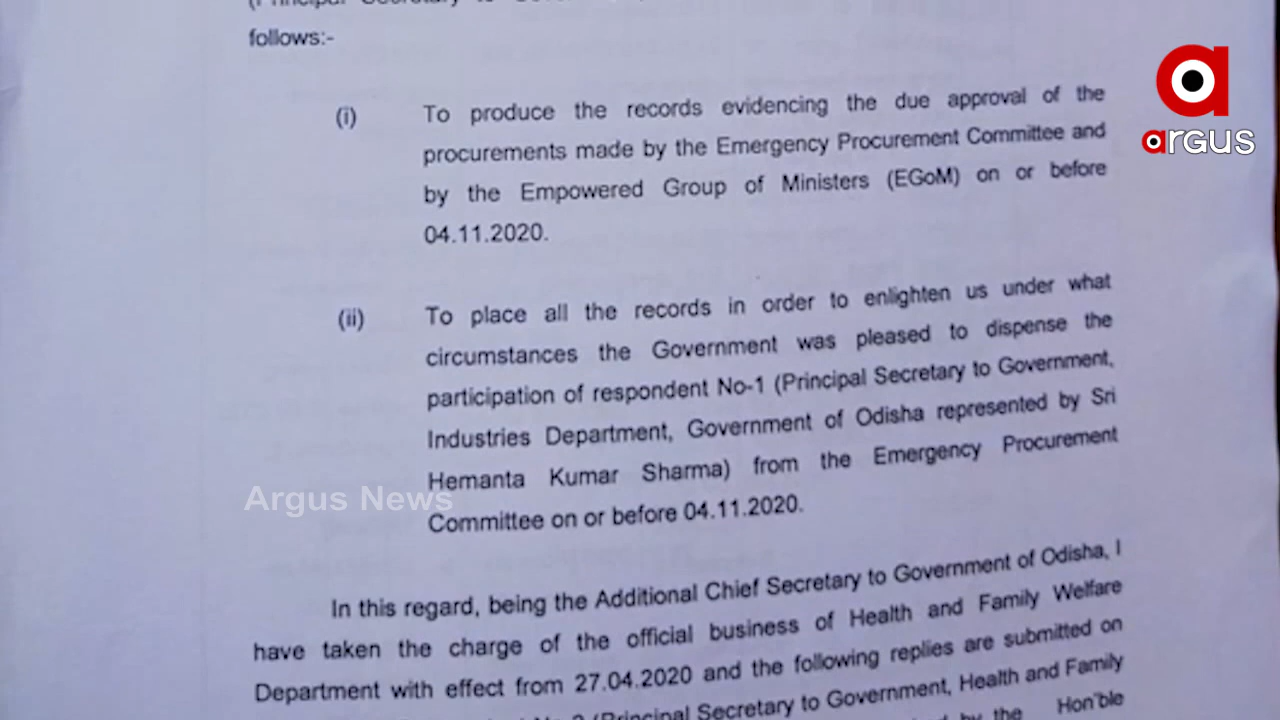 follows:-
(i) To produce the records evidencing the due approval of the
procurements made by the Emergency Procurement Committee and
by the Empowered Group of Ministers (EGoM) on or before
04.11.2020.
(ii) To place all the records in order to enlighten us under what
circumstances the Government was pleased to dispense the
participation of respondent No-1 (Principal Secretary to Government,
Industries Department, Government of Odisha represented by Sri
Hemanta Kumar Sharma) from the Emergency Procurement
Committee on or before 04.11.2020.
In this regard, being the Additional Chief Secretary to Government of Odisha, I
have taken the charge of the official business of Health and Family Welfare
Department with effect from 27.04.2020 and the following replies are submitted on
(Principal Secretary to Government, Health and Family
by the Hon'ble
argus
Argus News